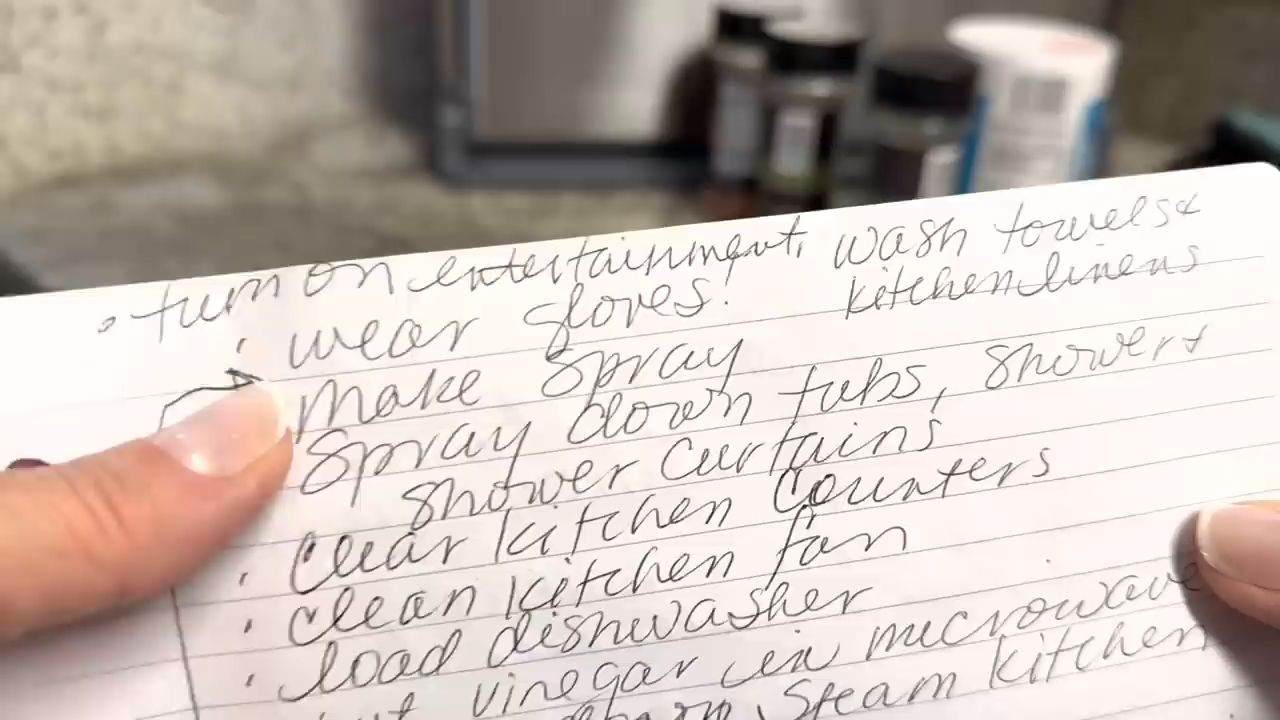 • turn on entertainment, wash towels &
kitchen linens
• wear gloves!
make spray
spray down tubs, shower +
shower curtains
• clear kitchen counters
• clean kitchen fan
• load dishwasher
vinegar in microwave
, steam kitchen